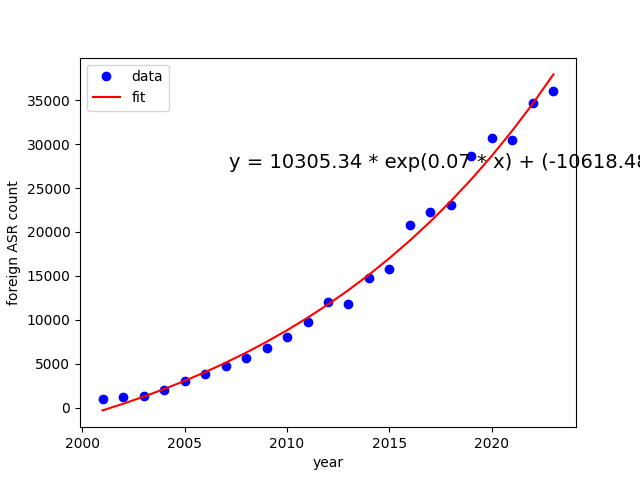 data
fit
y = 10305.34 * exp(0.07 * x) + (-10618.48
35000
30000
25000
20000
15000
10000
5000
0
foreign ASR count
2000 2005 2010 2015 2020
year